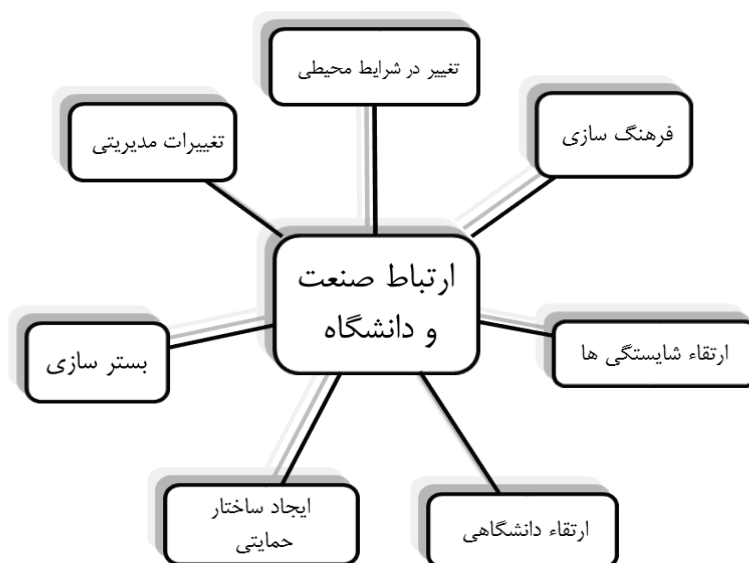 تغییر در شرایط محیطی
فرهنگ سازی
تغییرات مدیریتی
ارتباط صنعت
و دانشگاه
ارتقاء شایستگی ها
بستر سازی
ایجاد ساختار
حمایتی
ارتقاء دانشگاهی